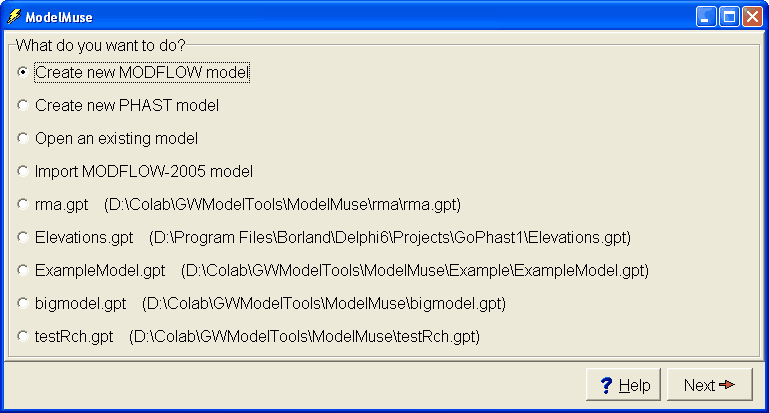 ModelMuse
What do you want to do?
Create new MODFLOW model
Create new PHAST model
Open an existing model
Import MODFLOW-2005 model
rma.gpt (D:\Colab\GWModelTools\ModelMuse\rma\rma.gpt)
Elevations.gpt (D:\Program Files\Borland\Delphi6\Projects\GoPhast1\Elevations.gpt)
ExampleModel.gpt (D:\Colab\GWModelTools\ModelMuse\Example\ExampleModel.gpt)
bigmodel.gpt (D:\Colab\GWModelTools\ModelMuse\bigmodel.gpt)
testRch.gpt (D:\Colab\GWModelTools\ModelMuse\testRch.gpt)
? Help Next